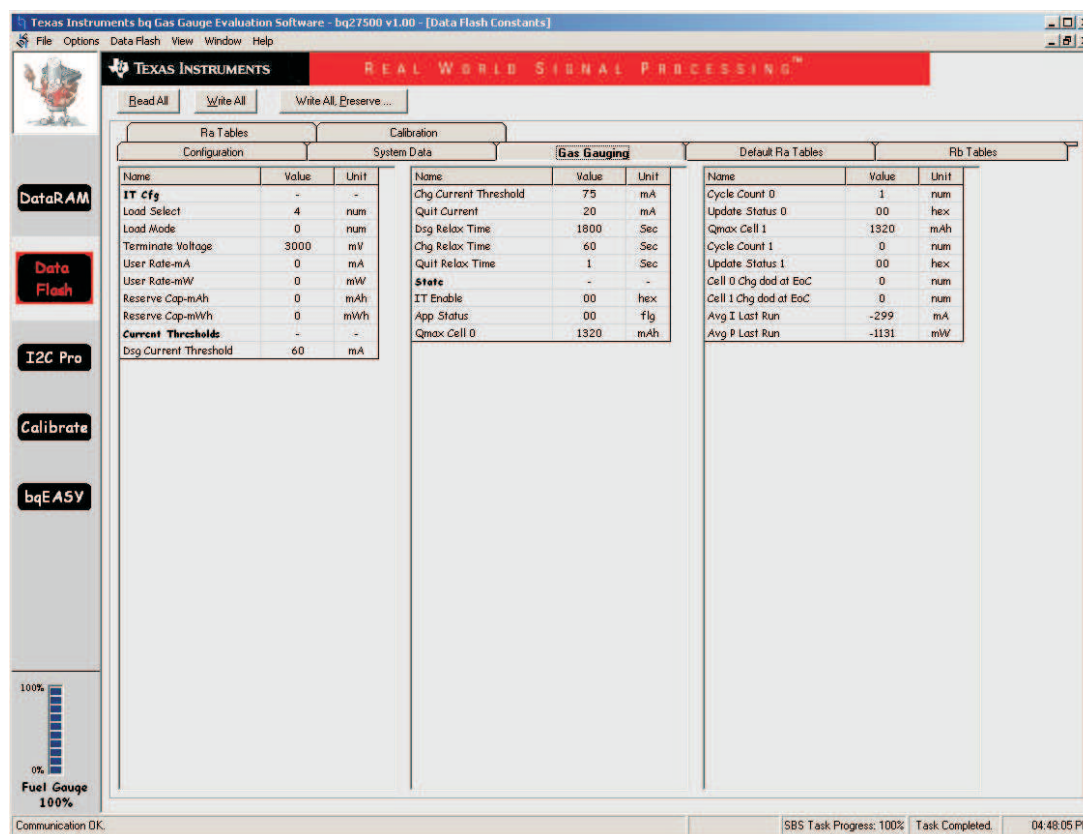 Texas Instruments bq Gas Gauge Evaluation Software - bq27500 v1.00 - [Data Flash Constants]
File Options Data Flash View Window Help
TEXAS INSTRUMENTS
REAL WORLD SIGNAL PROCESSING™
Read All Write All Write All, Preserve ...
Ra Tables Calibration
Configuration System Data Gas Gauging Default Ra Tables Rb Tables
DataRAM
Data
Flash
I2C Pro
Calibrate
bqEASY
Name Value Unit
IT Cfg - -
Load Select 4 num
Load Mode 0 num
Terminate Voltage 3000 mV
User Rate-mA 0 mA
User Rate-mW 0 mW
Reserve Cap-mAh 0 mAh
Reserve Cap-mWh 0 mWh
Current Thresholds - -
Dsg Current Threshold 60 mA
Name Value Unit
Chg Current Threshold 75 mA
Quit Current 20 mA
Dsg Relax Time 1800 Sec
Chg Relax Time 60 Sec
Quit Relax Time 1 Sec
State - -
IT Enable 00 hex
App Status 00 flg
Qmax Cell 0 1320 mAh
Name Value Unit
Cycle Count 0 1 num
Update Status 0 00 hex
Qmax Cell 1 1320 mAh
Cycle Count 1 0 num
Update Status 1 00 hex
Cell 0 Chg dod at EoC 0 num
Cell 1 Chg dod at EoC 0 num
Avg I Last Run -299 mA
Avg P Last Run -1131 mW
100%
0%
Fuel Gauge
100%
Communication OK. SBS Task Progress: 100% Task Completed. 04:48:05 P